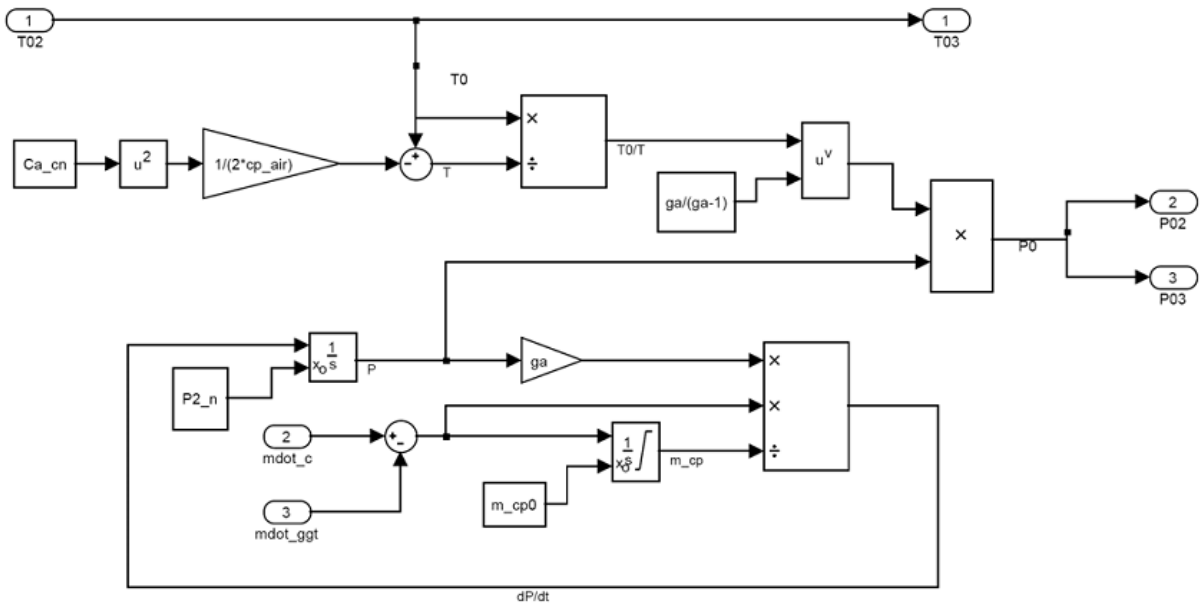 1
T02
1
T03
T0
Ca_cn
u²
1/(2*cp_air)
-
+
T
×
÷
T0/T
ga/(ga-1)
uᵛ
×
P0
2
P02
3
P03
1
s
xo
P
P2_n
ga
×
×
÷
2
mdot_c
+
-
3
mdot_ggt
1
s
xo
m_cp
m_cp0
dP/dt